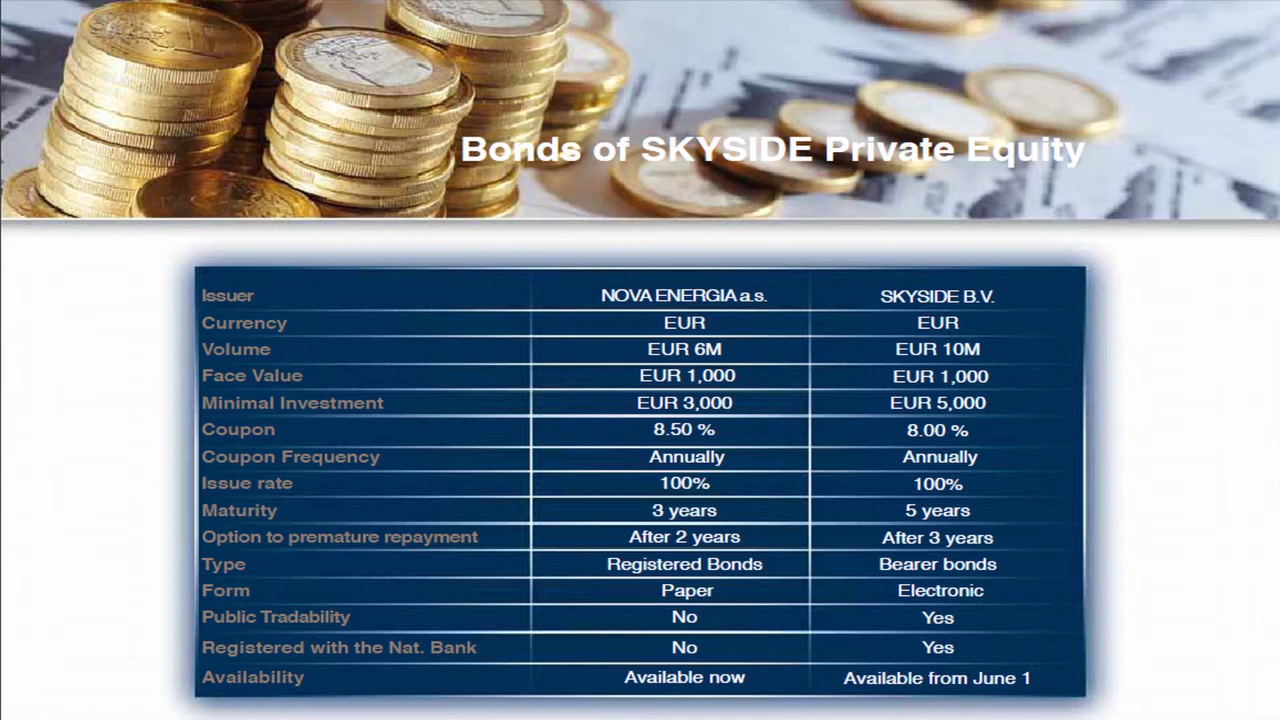 Bonds of SKYSIDE Private Equity
Issuer NOVA ENERGIA a.s. SKYSIDE B.V.
Currency EUR EUR
Volume EUR 6M EUR 10M
Face Value EUR 1,000 EUR 1,000
Minimal Investment EUR 3,000 EUR 5,000
Coupon 8.50 % 8.00 %
Coupon Frequency Annually Annually
Issue rate 100% 100%
Maturity 3 years 5 years
Option to premature repayment After 2 years After 3 years
Type Registered Bonds Bearer bonds
Form Paper Electronic
Public Tradability No Yes
Registered with the Nat. Bank No Yes
Availability Available now Available from June 1